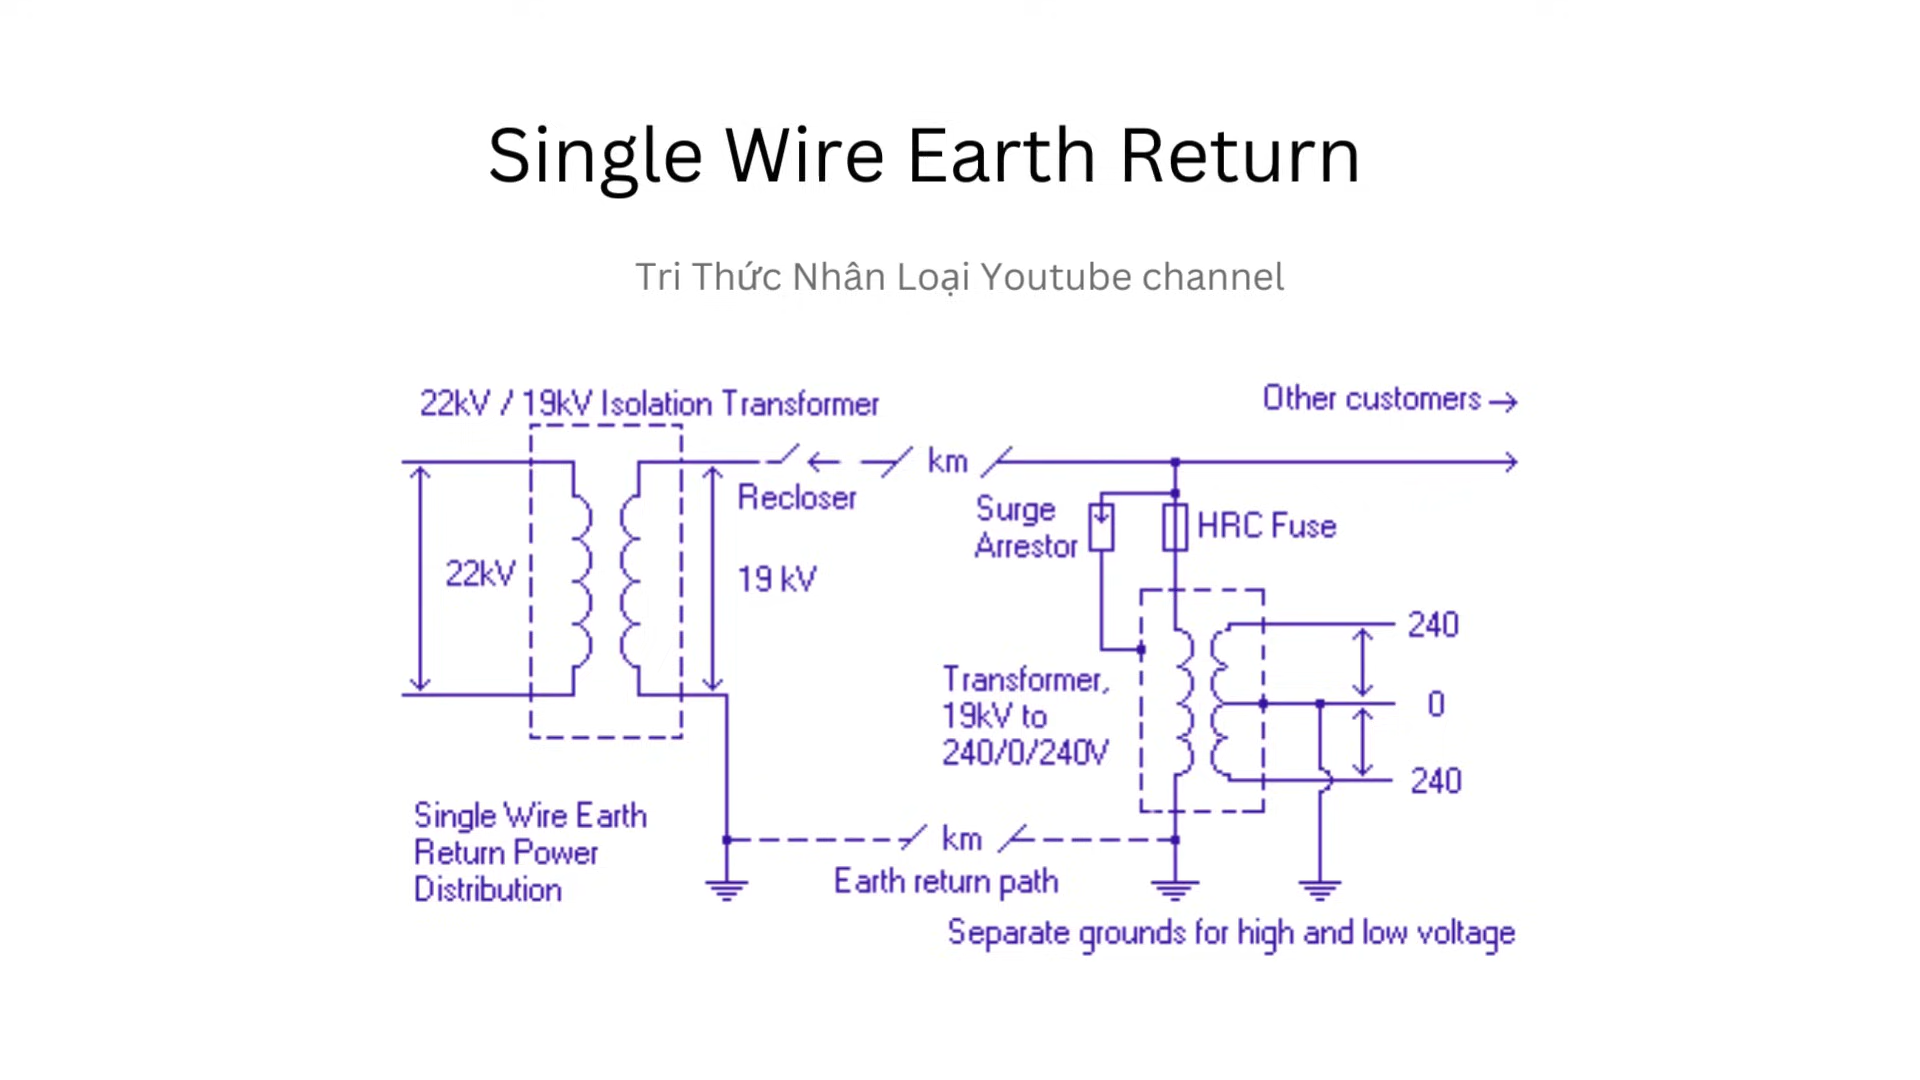 Single Wire Earth Return
Tri Thức Nhân Loại Youtube channel
22kV / 19kV Isolation Transformer
Other customers
km
Recloser
Surge
Arrestor
HRC Fuse
22kV
19 kV
240
Transformer,
19kV to
240/0/240V
0
240
Single Wire Earth
Return Power
Distribution
km
Earth return path
Separate grounds for high and low voltage